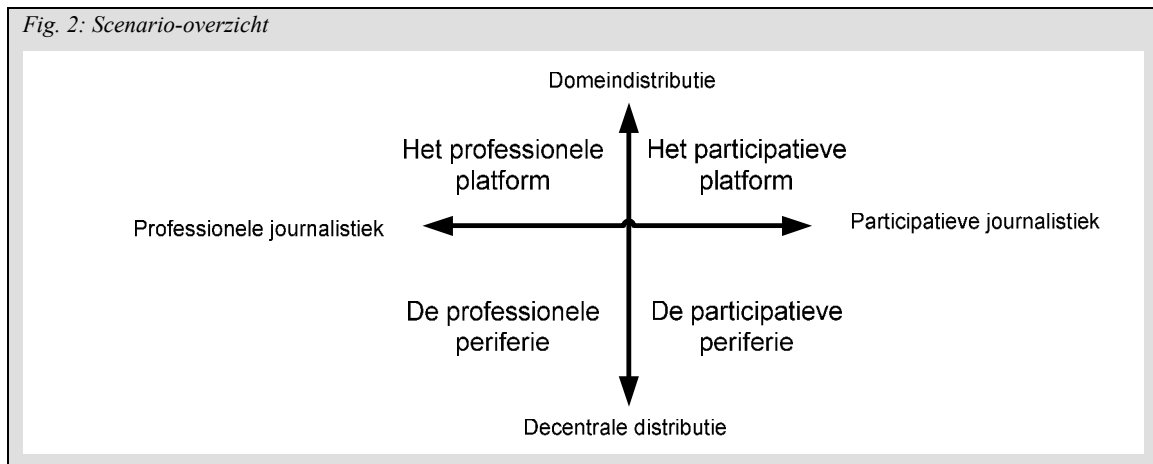 Fig. 2: Scenario-overzicht
Domeindistributie
Het professionele
platform
Het participatieve
platform
Professionele journalistiek
Participatieve journalistiek
De professionele
periferie
De participatieve
periferie
Decentrale distributie